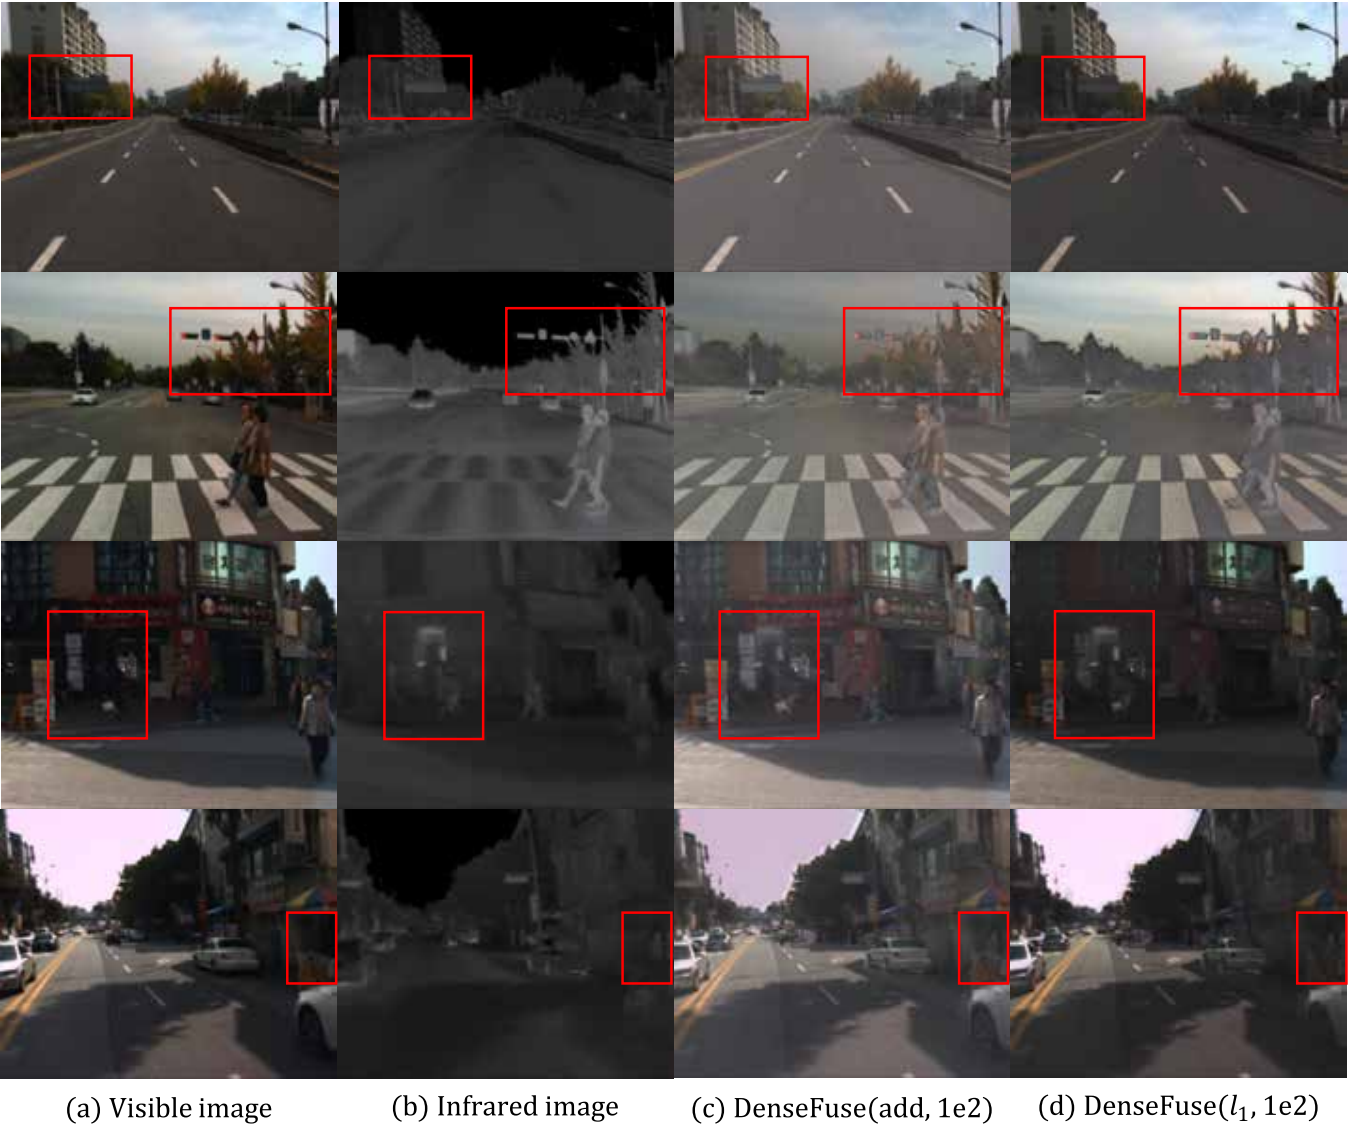 (a) Visible image
(b) Infrared image
(c) DenseFuse(add, 1e2)
(d) DenseFuse(l₁, 1e2)